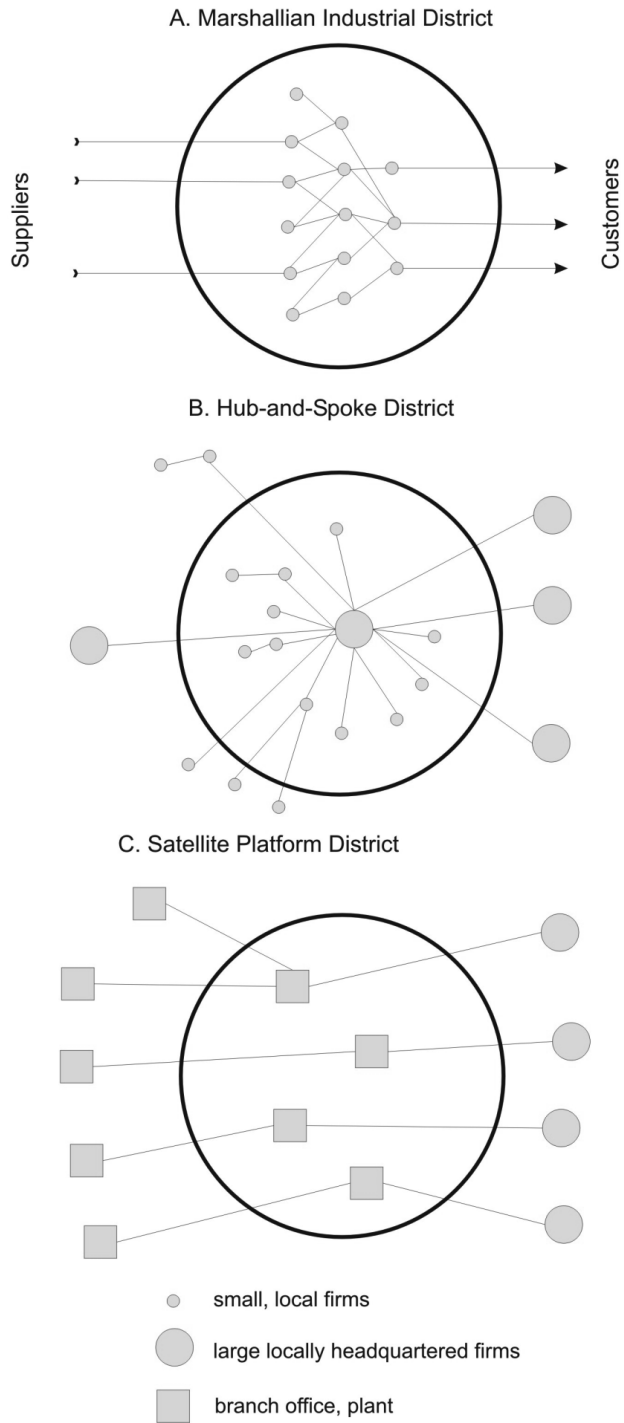 A. Marshallian Industrial District
Suppliers
Customers
B. Hub-and-Spoke District
C. Satellite Platform District
small, local firms
large locally headquartered firms
branch office, plant